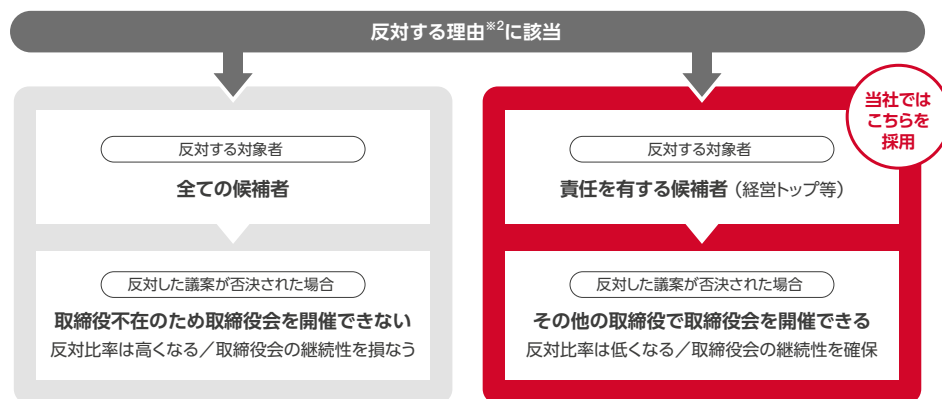 反対する理由※2に該当
反対する対象者
全ての候補者
反対した議案が否決された場合
取締役不在のため取締役会を開催できない
反対比率は高くなる／取締役会の継続性を損なう
当社では
こちらを
採用
反対する対象者
責任を有する候補者（経営トップ等）
反対した議案が否決された場合
その他の取締役で取締役会を開催できる
反対比率は低くなる／取締役会の継続性を確保